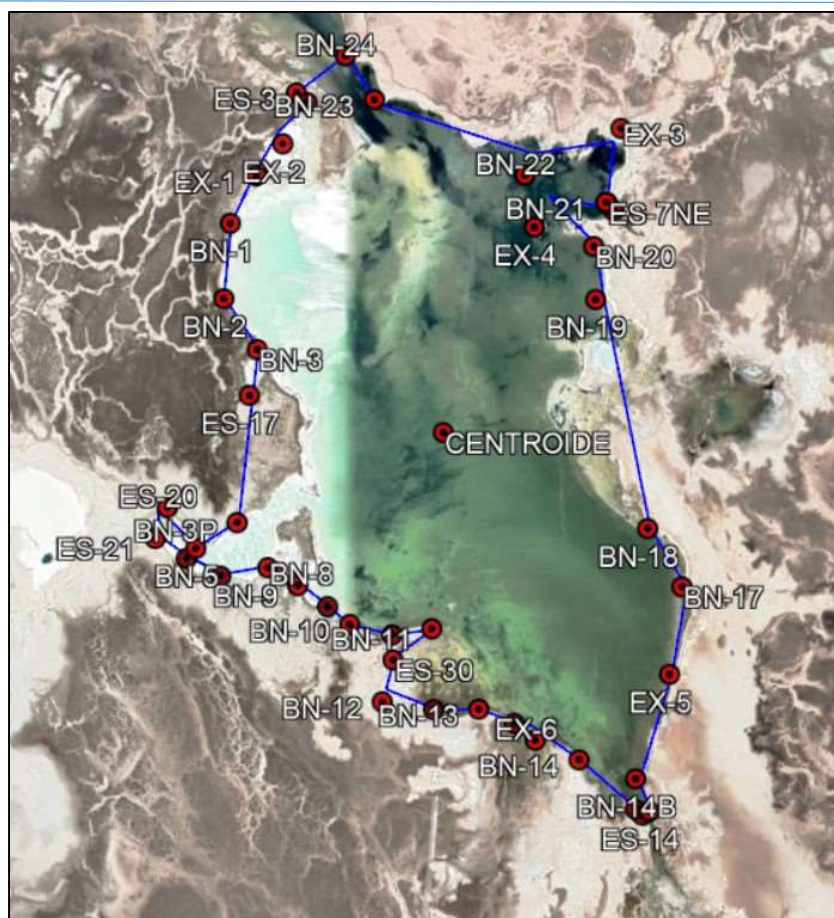 BN-24
ES-3
BN-23
EX-3
EX-2
EX-1
BN-22
BN-21
ES-7NE
BN-1
EX-4
BN-20
BN-2
BN-19
BN-3
ES-17
CENTROIDE
ES-20
BN-3P
ES-21
BN-18
BN-5
BN-8
BN-9
BN-17
BN-10
BN-11
ES-30
EX-5
BN-12
BN-13
EX-6
BN-14
BN-14B
ES-14